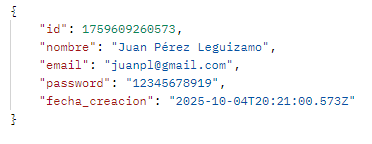 {
"id": 1759609260573,
"nombre": "Juan Pérez Leguizamo",
"email": "juanpl@gmail.com",
"password": "12345678919",
"fecha_creacion": "2025-10-04T20:21:00.573Z"
}